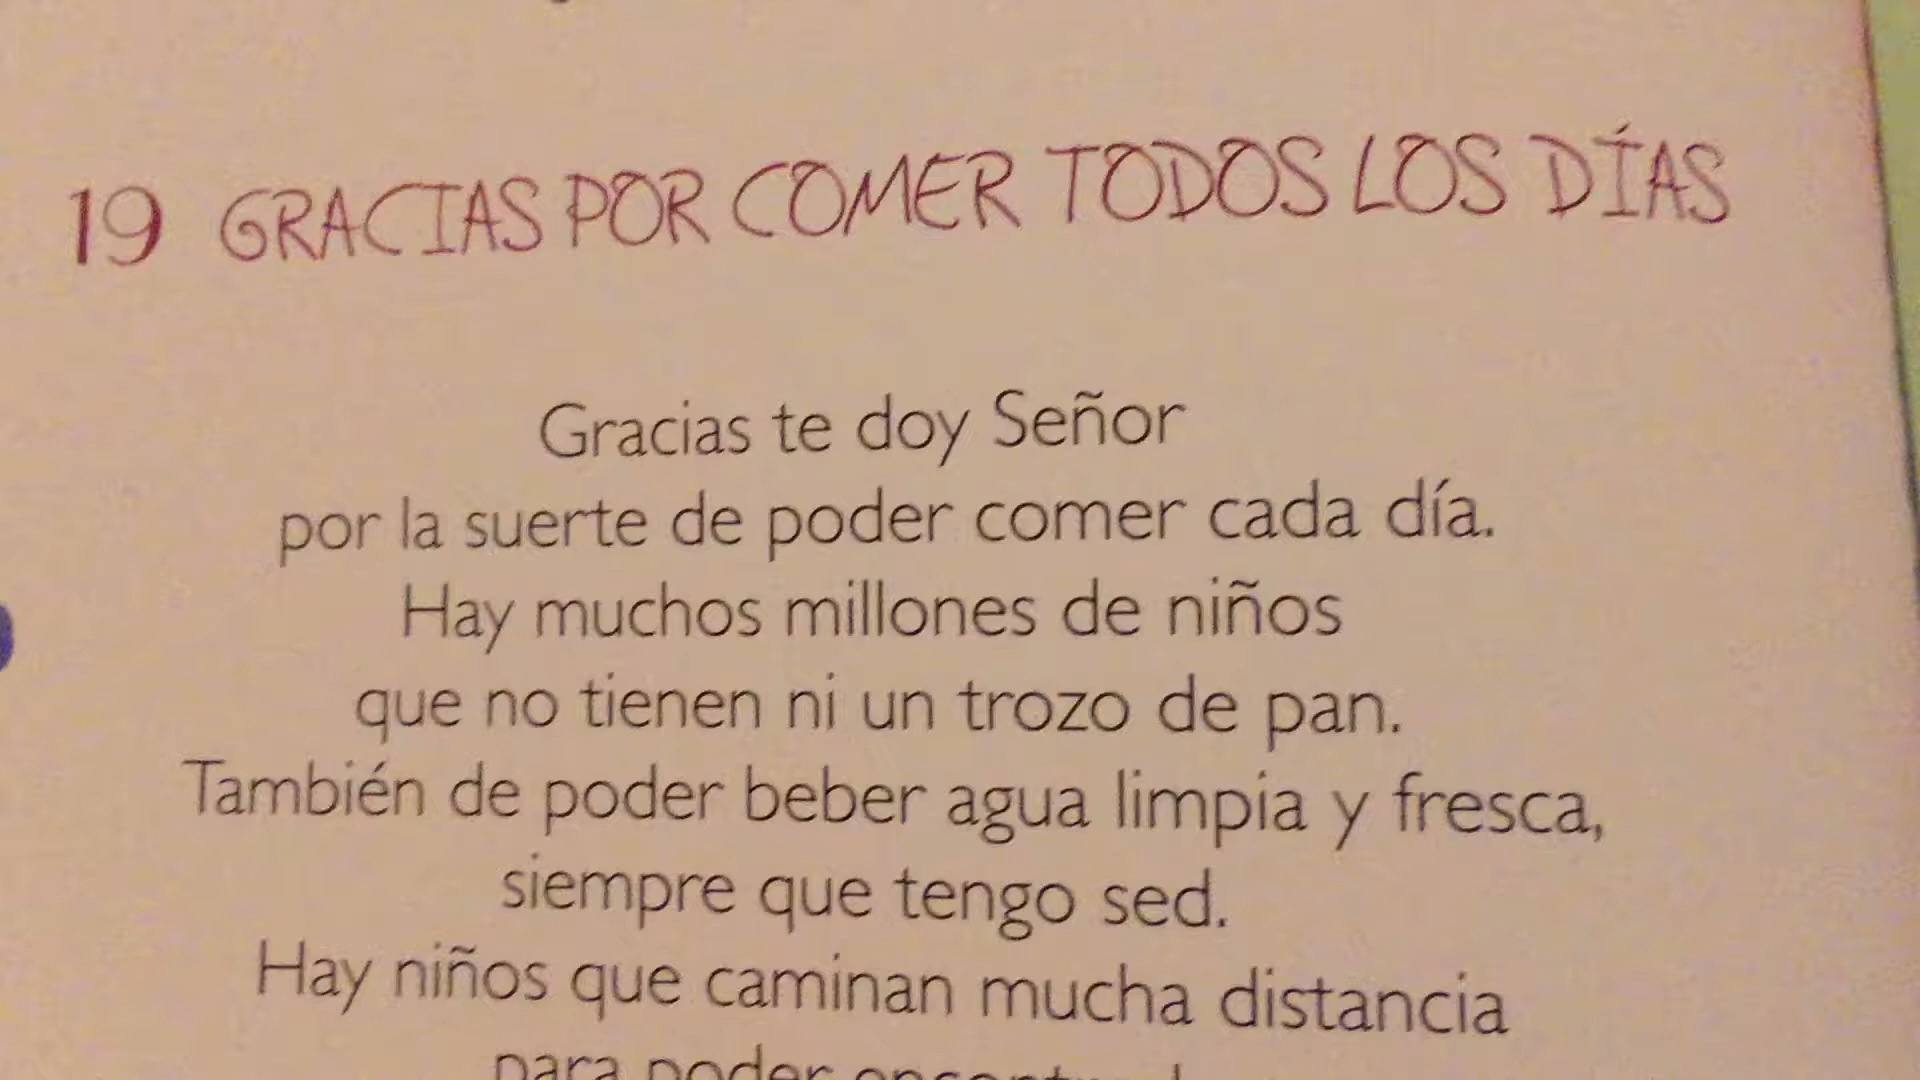 19 GRACIAS POR COMER TODOS LOS DÍAS
Gracias te doy Señor
por la suerte de poder comer cada día.
Hay muchos millones de niños
que no tienen ni un trozo de pan.
También de poder beber agua limpia y fresca,
siempre que tengo sed.
Hay niños que caminan mucha distancia
para poder